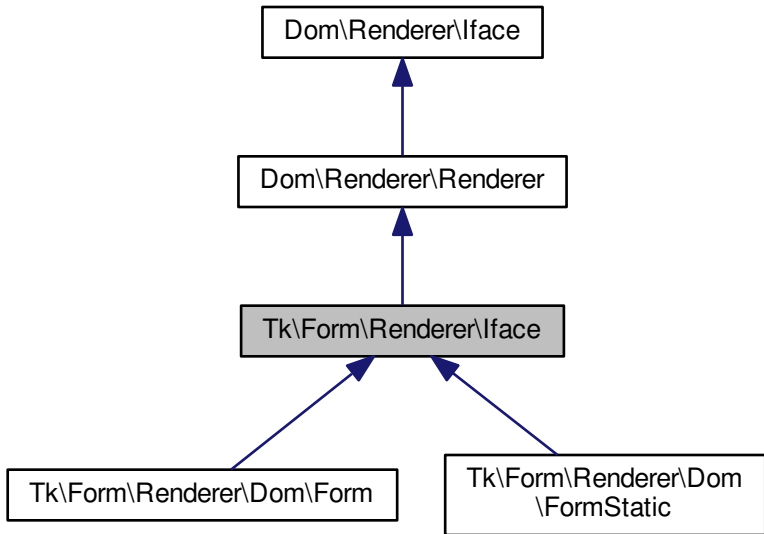 Dom\Renderer\Iface
Dom\Renderer\Renderer
Tk\Form\Renderer\Iface
Tk\Form\Renderer\Dom\Form
Tk\Form\Renderer\Dom
\FormStatic